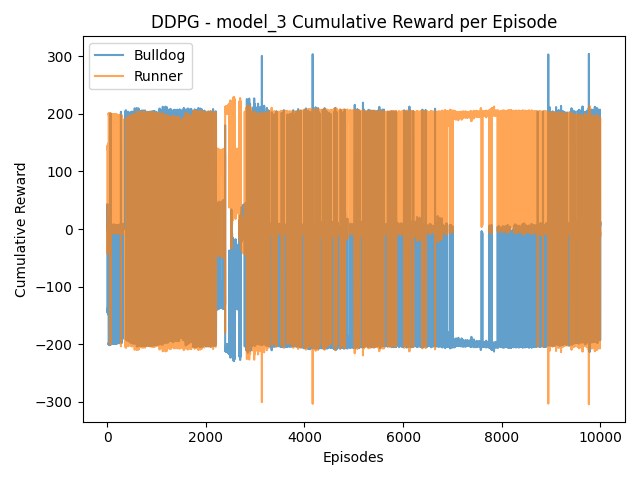 DDPG - model_3 Cumulative Reward per Episode
Bulldog
Runner
Cumulative Reward
300
200
100
0
−100
−200
−300
0 2000 4000 6000 8000 10000
Episodes